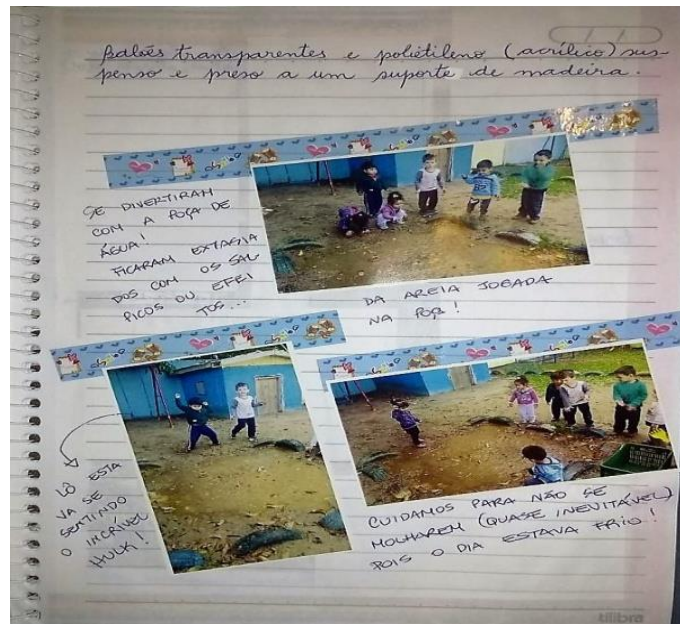 Balões transparentes e polietileno (acrílico) sus-
penso e preso a um suporte de madeira.
SE DIVERTIRAM
COM A POÇA DE
ÁGUA!
FICARAM EXTASIA
DOS COM OS SAL
PICOS OU EFEI
TOS...
DA AREIA JOGADA
NA POÇA!
LÔ ESTA
VA SE
SENTINDO
O INCRÍVEL
HULK!
CUIDAMOS PARA NÃO SE
MOLHAREM (QUASE INEVITÁVEL)
POIS O DIA ESTAVA FRIO!
tilibra